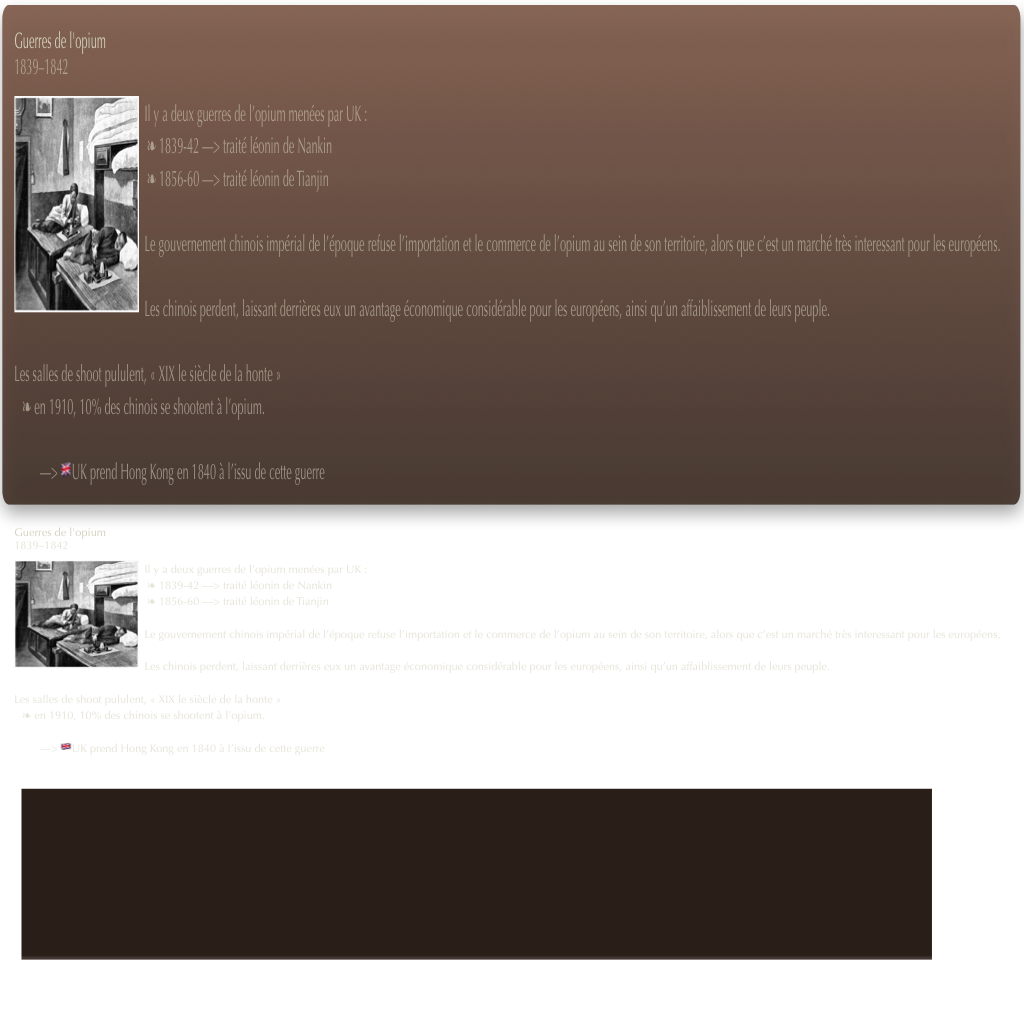 Guerres de l'opium
1839–1842
Il y a deux guerres de l'opium menées par UK :
❧ 1839-42 —> traité léonin de Nankin
❧ 1856-60 —> traité léonin de Tianjin
Le gouvernement chinois impérial de l'époque refuse l'importation et le commerce de l'opium au sein de son territoire, alors que c'est un marché très interessant pour les européens.
Les chinois perdent, laissant derrières eux un avantage économique considérable pour les européens, ainsi qu'un affaiblissement de leurs peuple.
Les salles de shoot pululent, « XIX le siècle de la honte »
❧ en 1910, 10% des chinois se shootent à l'opium.
—> 🇬🇧UK prend Hong Kong en 1840 à l'issu de cette guerre
Guerres de l'opium
1839–1842
Il y a deux guerres de l'opium menées par UK :
❧ 1839-42 —> traité léonin de Nankin
❧ 1856-60 —> traité léonin de Tianjin
Le gouvernement chinois impérial de l'époque refuse l'importation et le commerce de l'opium au sein de son territoire, alors que c'est un marché très interessant pour les européens.
Les chinois perdent, laissant derrières eux un avantage économique considérable pour les européens, ainsi qu'un affaiblissement de leurs peuple.
Les salles de shoot pululent, « XIX le siècle de la honte »
❧ en 1910, 10% des chinois se shootent à l'opium.
—> 🇬🇧UK prend Hong Kong en 1840 à l'issu de cette guerre